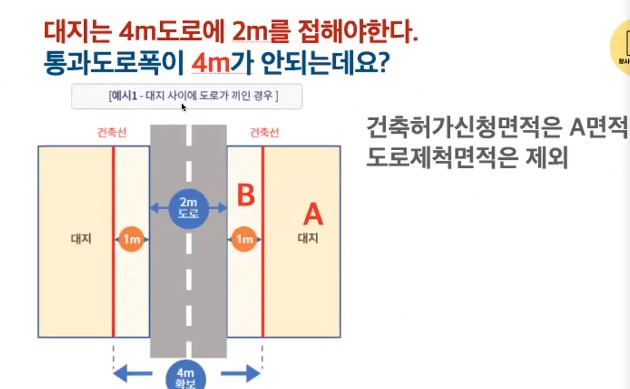 대지는 4m도로에 2m를 접해야한다.
통과도로폭이 4m가 안되는데요?
[예시1 - 대지 사이에 도로가 끼인 경우 ]
건축허가신청면적은 A면적
도로제척면적은 제외
건축선
건축선
2m
도로
B
A
대지
1m
1m
대지
4m
확보